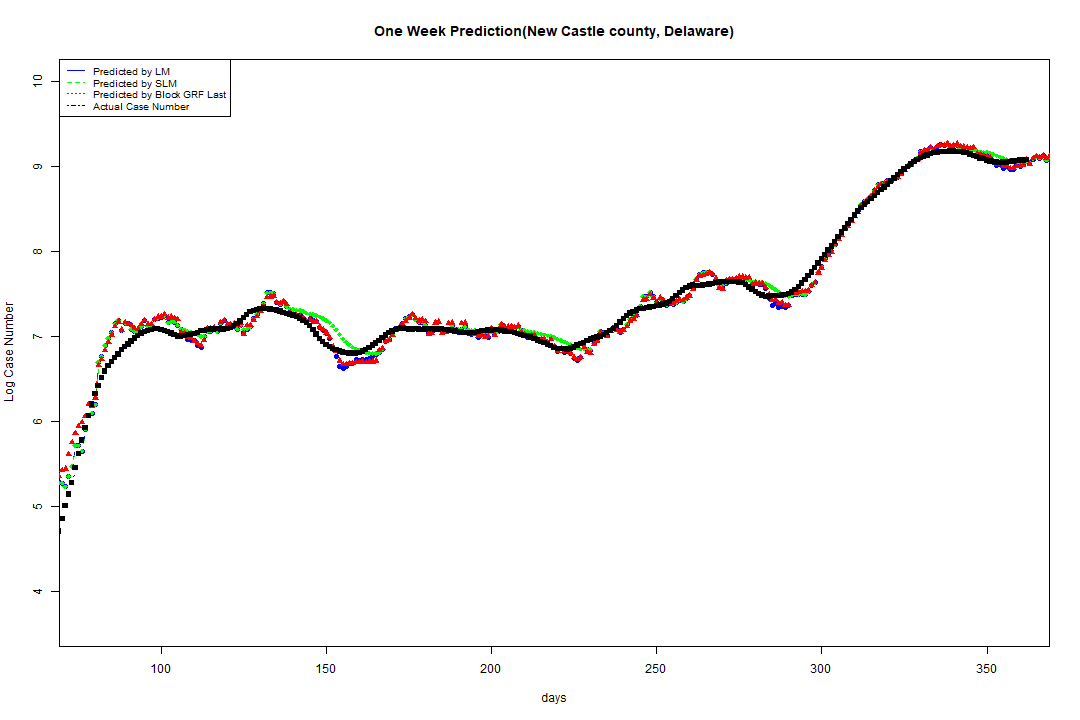 One Week Prediction(New Castle county, Delaware)
Predicted by LM
Predicted by SLM
Predicted by Block GRF Last
Actual Case Number
10
9
8
7
6
5
4
Log Case Number
100 150 200 250 300 350
days